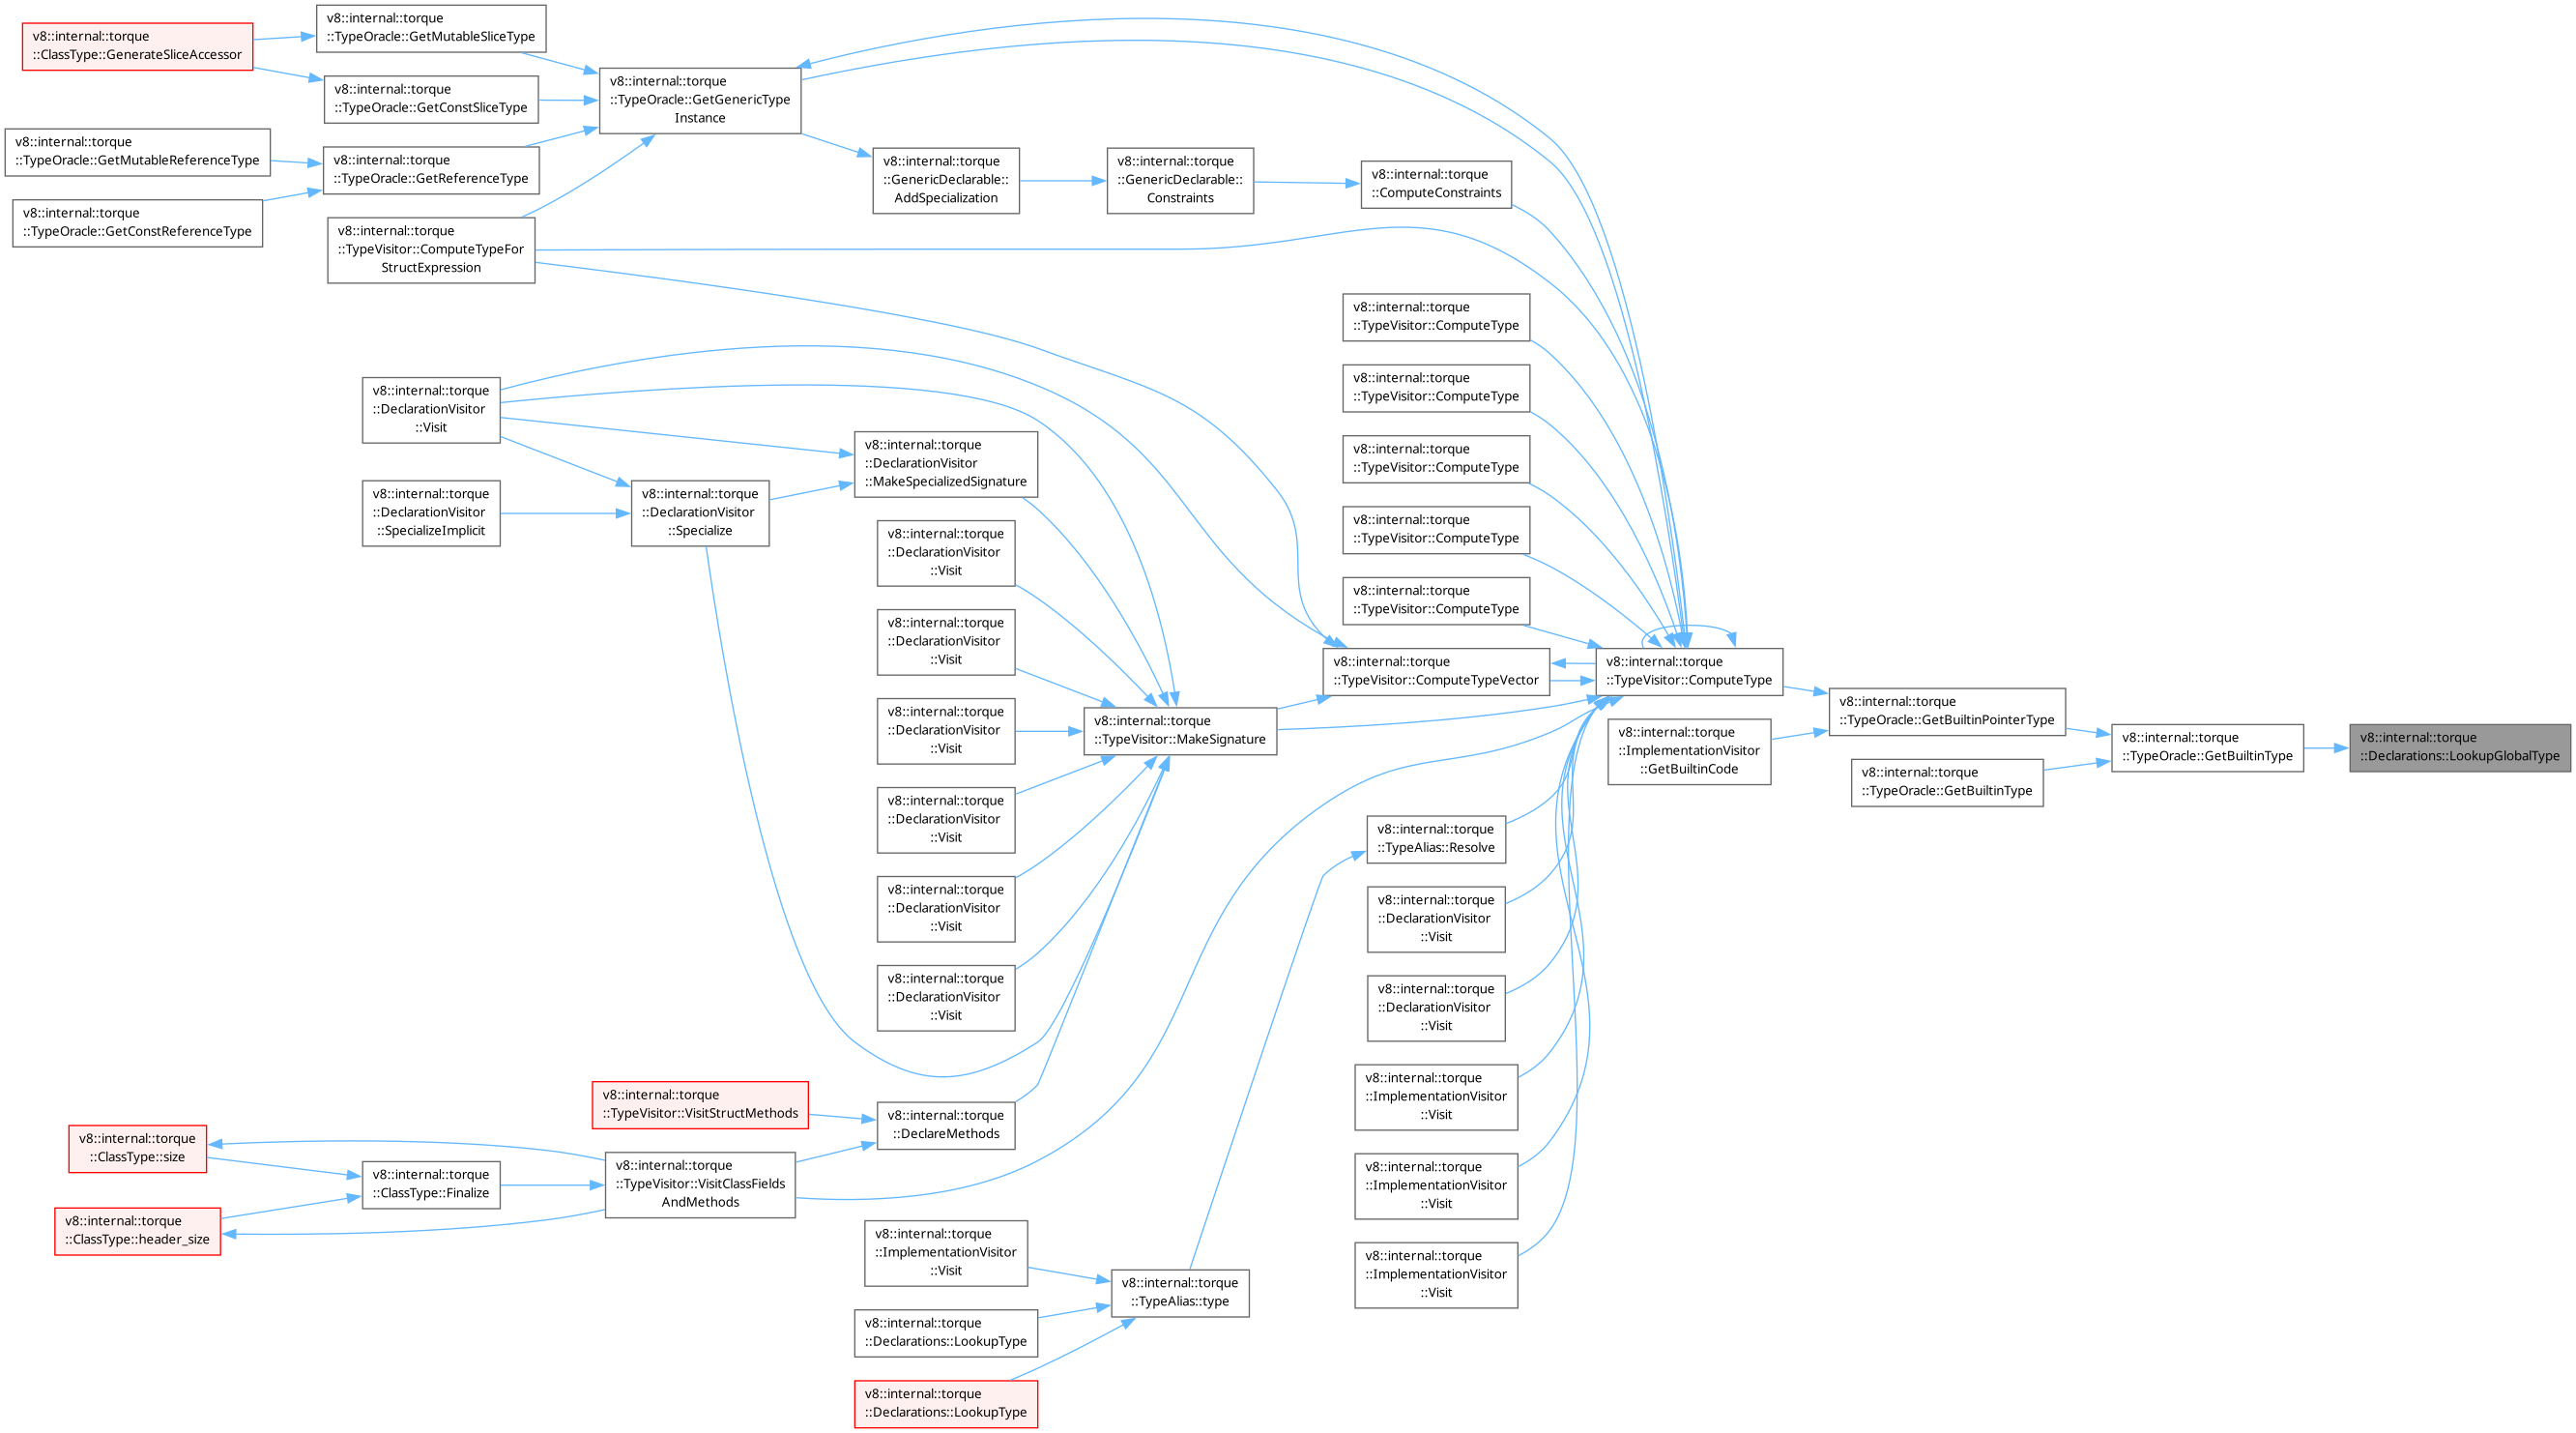 v8::internal::torque
::ClassType::GenerateSliceAccessor
v8::internal::torque
::TypeOracle::GetMutableSliceType
v8::internal::torque
::TypeOracle::GetConstSliceType
v8::internal::torque
::TypeOracle::GetMutableReferenceType
v8::internal::torque
::TypeOracle::GetReferenceType
v8::internal::torque
::TypeOracle::GetConstReferenceType
v8::internal::torque
::TypeVisitor::ComputeTypeFor
StructExpression
v8::internal::torque
::TypeOracle::GetGenericType
Instance
v8::internal::torque
::GenericDeclarable::
AddSpecialization
v8::internal::torque
::GenericDeclarable::
Constraints
v8::internal::torque
::ComputeConstraints
v8::internal::torque
::TypeVisitor::ComputeType
v8::internal::torque
::TypeVisitor::ComputeType
v8::internal::torque
::TypeVisitor::ComputeType
v8::internal::torque
::TypeVisitor::ComputeType
v8::internal::torque
::TypeVisitor::ComputeType
v8::internal::torque
::DeclarationVisitor
::Visit
v8::internal::torque
::DeclarationVisitor
::SpecializeImplicit
v8::internal::torque
::DeclarationVisitor
::Specialize
v8::internal::torque
::DeclarationVisitor
::MakeSpecializedSignature
v8::internal::torque
::DeclarationVisitor
::Visit
v8::internal::torque
::DeclarationVisitor
::Visit
v8::internal::torque
::DeclarationVisitor
::Visit
v8::internal::torque
::DeclarationVisitor
::Visit
v8::internal::torque
::DeclarationVisitor
::Visit
v8::internal::torque
::DeclarationVisitor
::Visit
v8::internal::torque
::TypeVisitor::MakeSignature
v8::internal::torque
::TypeVisitor::ComputeTypeVector
v8::internal::torque
::TypeVisitor::ComputeType
v8::internal::torque
::ImplementationVisitor
::GetBuiltinCode
v8::internal::torque
::TypeOracle::GetBuiltinPointerType
v8::internal::torque
::TypeOracle::GetBuiltinType
v8::internal::torque
::TypeOracle::GetBuiltinType
v8::internal::torque
::Declarations::LookupGlobalType
v8::internal::torque
::TypeAlias::Resolve
v8::internal::torque
::DeclarationVisitor
::Visit
v8::internal::torque
::DeclarationVisitor
::Visit
v8::internal::torque
::ImplementationVisitor
::Visit
v8::internal::torque
::ImplementationVisitor
::Visit
v8::internal::torque
::ImplementationVisitor
::Visit
v8::internal::torque
::TypeVisitor::VisitStructMethods
v8::internal::torque
::DeclareMethods
v8::internal::torque
::ClassType::size
v8::internal::torque
::ClassType::Finalize
v8::internal::torque
::TypeVisitor::VisitClassFields
AndMethods
v8::internal::torque
::ClassType::header_size
v8::internal::torque
::ImplementationVisitor
::Visit
v8::internal::torque
::TypeAlias::type
v8::internal::torque
::Declarations::LookupType
v8::internal::torque
::Declarations::LookupType